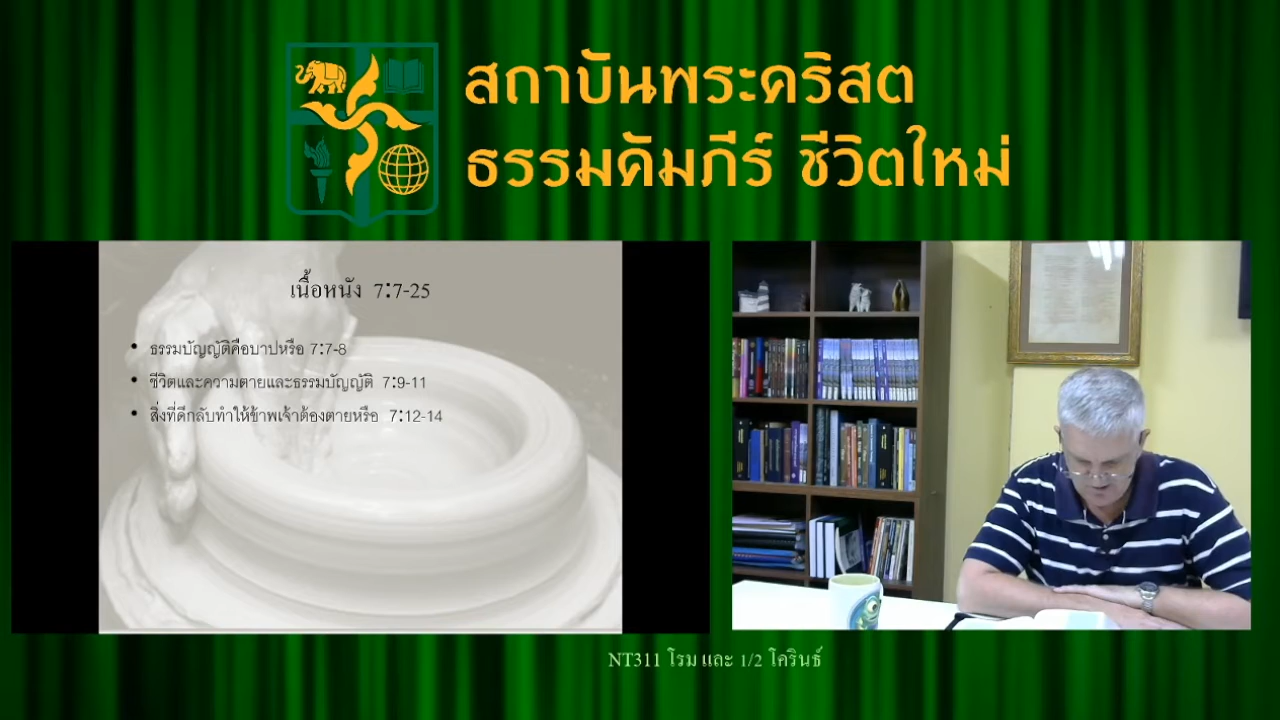 สถาบันพระคริสต
ธรรมคัมภีร์ ชีวิตใหม่
เนื้อหนัง 7:7-25
• ธรรมบัญญัติคือบาปหรือ 7:7-8
• ชีวิตและความตายและธรรมบัญญัติ 7:9-11
• สิ่งที่ดีกลับทำให้ข้าพเจ้าต้องตายหรือ 7:12-14
NT311 โรม และ 1/2 โครินธ์